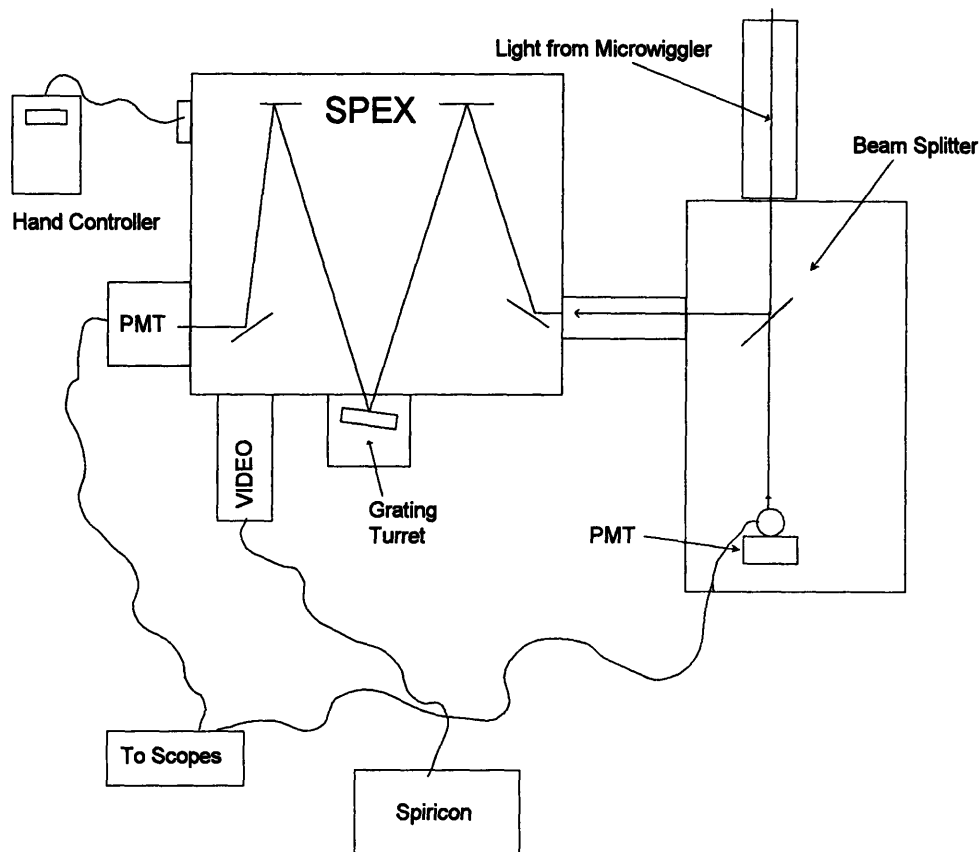 Light from Microwiggler
SPEX
Beam Splitter
Hand Controller
PMT
VIDEO
Grating
Turret
PMT
To Scopes
Spiricon